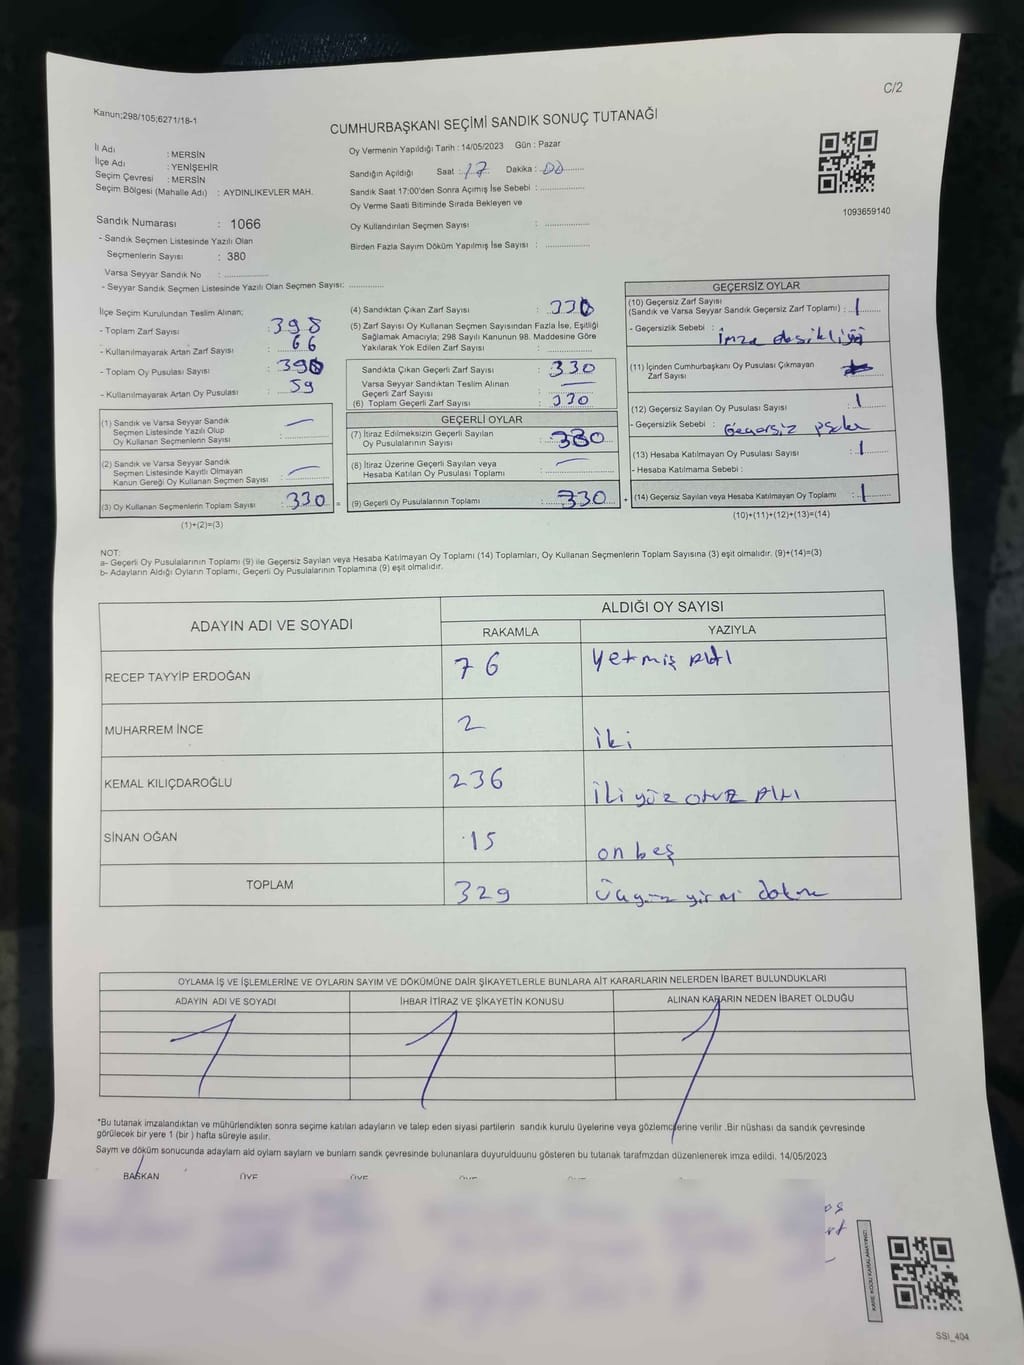 C/2
Kanun;298/105;6271/18-1
CUMHURBAŞKANI SEÇİMİ SANDIK SONUÇ TUTANAĞI
İl Adı : MERSİN
İlçe Adı : YENİŞEHİR
Seçim Çevresi : MERSİN
Seçim Bölgesi (Mahalle Adı) : AYDINLIKEVLER MAH.
Sandık Numarası : 1066
- Sandık Seçmen Listesinde Yazılı Olan
Seçmenlerin Sayısı : 380
Varsa Seyyar Sandık No :
- Seyyar Sandık Seçmen Listesinde Yazılı Olan Seçmen Sayısı:
Oy Vermenin Yapıldığı Tarih : 14/05/2023 Gün : Pazar
Sandığın Açıldığı Saat : 17 Dakika : 00
Sandık Saat 17:00'den Sonra Açımış İse Sebebi :
Oy Verme Saati Bitiminde Sırada Bekleyen ve
Oy Kullandırılan Seçmen Sayısı :
Birden Fazla Sayım Döküm Yapılmış İse Sayısı :
1093659140
İlçe Seçim Kurulundan Teslim Alınan;
- Toplam Zarf Sayısı : 398
- Kullanılmayarak Artan Zarf Sayısı : 66
- Toplam Oy Pusulası Sayısı :
- Kullanılmayarak Artan Oy Pusulası : 59
(1) Sandık ve Varsa Seyyar Sandık
Seçmen Listesinde Yazılı Olup
Oy Kullanan Seçmenlerin Sayısı :
(2) Sandık ve Varsa Seyyar Sandık
Seçmen Listesinde Kayıtlı Olmayan
Kanun Gereği Oy Kullanan Seçmen Sayısı :
(3) Oy Kullanan Seçmenlerin Toplam Sayısı : 330 =
(1)+(2)=(3)
(4) Sandıktan Çıkan Zarf Sayısı :
(5) Zarf Sayısı Oy Kullanan Seçmen Sayısından Fazla İse, Eşitliği
Sağlamak Amacıyla; 298 Sayılı Kanunun 98. Maddesine Göre
Yakılarak Yok Edilen Zarf Sayısı :
Sandıkta Çıkan Geçerli Zarf Sayısı : 330
Varsa Seyyar Sandıktan Teslim Alınan
Geçerli Zarf Sayısı :
(6) Toplam Geçerli Zarf Sayısı : 330
GEÇERLİ OYLAR
(7) İtiraz Edilmeksizin Geçerli Sayılan
Oy Pusulalarının Sayısı : 330
(8) İtiraz Üzerine Geçerli Sayılan veya
Hesaba Katılan Oy Pusulası Toplamı :
(9) Geçerli Oy Pusulalarının Toplamı : 330 +
GEÇERSİZ OYLAR
(10) Geçersiz Zarf Sayısı
(Sandık ve Varsa Seyyar Sandık Geçersiz Zarf Toplamı) : 1
- Geçersizlik Sebebi : imza
(11) İçinden Cumhurbaşkanı Oy Pusulası Çıkmayan
Zarf Sayısı :
(12) Geçersiz Sayılan Oy Pusulası Sayısı : 1
- Geçersizlik Sebebi : Geçersiz
(13) Hesaba Katılmayan Oy Pusulası Sayısı : 1
- Hesaba Katılmama Sebebi :
(14) Geçersiz Sayılan veya Hesaba Katılmayan Oy Toplamı : 1
(10)+(11)+(12)+(13)=(14)
NOT:
a- Geçerli Oy Pusulalarının Toplamı (9) ile Geçersiz Sayılan veya Hesaba Katılmayan Oy Toplamı (14) Toplamları, Oy Kullanan Seçmenlerin Toplam Sayısına (3) eşit olmalıdır. (9)+(14)=(3)
b- Adayların Aldığı Oyların Toplamı, Geçerli Oy Pusulalarının Toplamına (9) eşit olmalıdır.
ADAYIN ADI VE SOYADI ALDIĞI OY SAYISI
RAKAMLA YAZIYLA
RECEP TAYYİP ERDOĞAN 76 Yetmiş Altı
MUHARREM İNCE 2 iki
KEMAL KILIÇDAROĞLU 236 iki yüz otuz Altı
SİNAN OĞAN 15 on beş
TOPLAM 329 Üçyüz yirmi dokuz
OYLAMA İŞ VE İŞLEMLERİNE VE OYLARIN SAYIM VE DÖKÜMÜNE DAİR ŞİKAYETLERLE BUNLARA AİT KARARLARIN NELERDEN İBARET BULUNDUKLARI
ADAYIN ADI VE SOYADI İHBAR İTİRAZ VE ŞİKAYETİN KONUSU ALINAN KARARIN NEDEN İBARET OLDUĞU
*Bu tutanak imzalandıktan ve mühürlendikten sonra seçime katılan adayların ve talep eden siyasi partilerin sandık kurulu üyelerine veya gözlemcilerine verilir .Bir nüshası da sandık çevresinde
görülecek bir yere 1 (bir ) hafta süreyle asılır.
Sayım ve döküm sonucunda adaylarn ald oylarn saylarn ve bunlarn sandk çevresinde bulunanlara duyurulduunu gösteren bu tutanak tarafmzdan düzenlenerek imza edildi. 14/05/2023
BAŞKAN ÜYE ÜYE
SSI_404